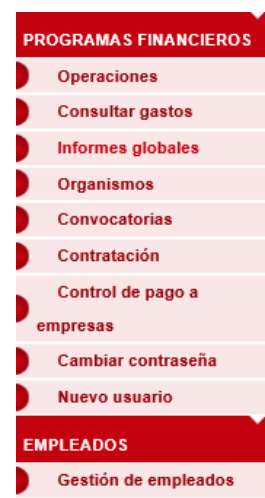 PROGRAMAS FINANCIEROS
Operaciones
Consultar gastos
Informes globales
Organismos
Convocatorias
Contratación
Control de pago a
empresas
Cambiar contraseña
Nuevo usuario
EMPLEADOS
Gestión de empleados